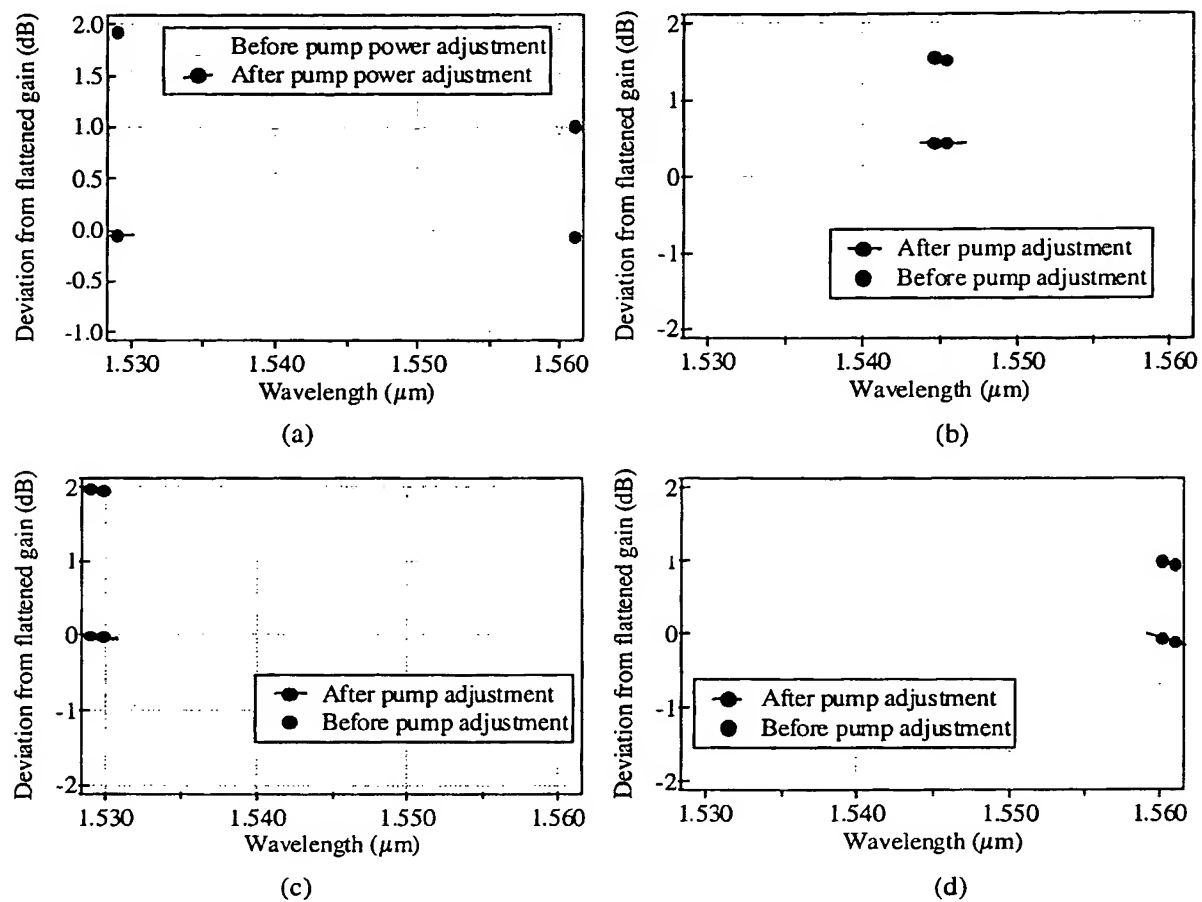 Deviation from flattened gain (dB)
2.0
1.5
1.0
0.5
0.0
-0.5
-1.0
Before pump power adjustment
After pump power adjustment
1.530
1.540
1.550
1.560
Wavelength (μm)
(a)
Deviation from flattened gain (dB)
2
1
0
-1
-2
After pump adjustment
Before pump adjustment
1.530
1.540
1.550
1.560
Wavelength (μm)
(b)
Deviation from flattened gain (dB)
2
1
0
-1
-2
After pump adjustment
Before pump adjustment
1.530
1.540
1.550
1.560
Wavelength (μm)
(c)
Deviation from flattened gain (dB)
2
1
0
-1
-2
After pump adjustment
Before pump adjustment
1.530
1.540
1.550
1.560
Wavelength (μm)
(d)